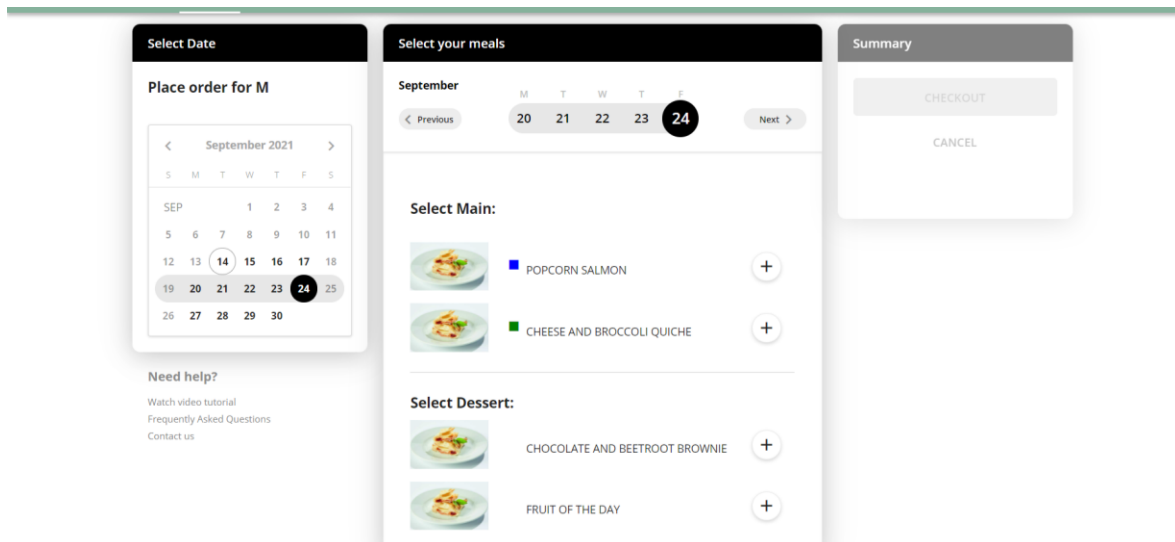 Select Date
Place order for M
September 2021
S M T W T F S
SEP 1 2 3 4
5 6 7 8 9 10 11
12 13 14 15 16 17 18
19 20 21 22 23 24 25
26 27 28 29 30
Need help?
Watch video tutorial
Frequently Asked Questions
Contact us
Select your meals
September
M T W T F
Previous 20 21 22 23 24 Next
Select Main:
POPCORN SALMON
CHEESE AND BROCCOLI QUICHE
Select Dessert:
CHOCOLATE AND BEETROOT BROWNIE
FRUIT OF THE DAY
Summary
CHECKOUT
CANCEL